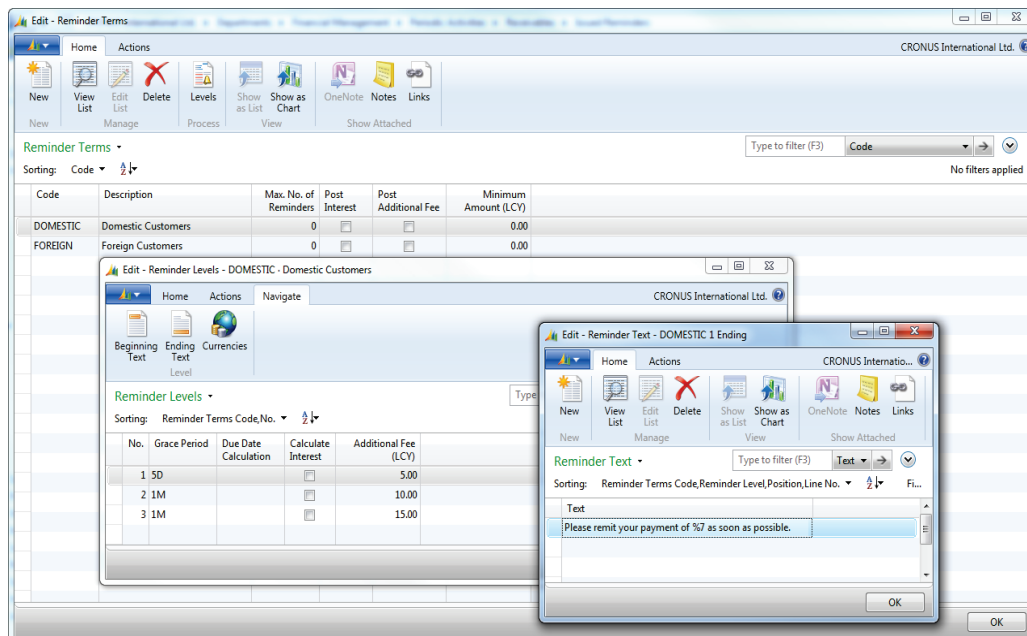 Edit - Reminder Terms
Home Actions CRONUS International Ltd.
New View List Edit List Delete Levels Show as List Show as Chart OneNote Notes Links
New Manage Process View Show Attached
Reminder Terms Type to filter (F3) Code
Sorting: Code No filters applied
Code Description Max. No. of Reminders Post Interest Post Additional Fee Minimum Amount (LCY)
DOMESTIC Domestic Customers 0 0.00
FOREIGN Foreign Customers 0 0.00
Edit - Reminder Levels - DOMESTIC · Domestic Customers
Home Actions Navigate CRONUS International Ltd.
Beginning Text Ending Text Currencies
Level
Reminder Levels Type
Sorting: Reminder Terms Code,No.
No. Grace Period Due Date Calculation Calculate Interest Additional Fee (LCY)
1 5D 5.00
2 1M 10.00
3 1M 15.00
Edit - Reminder Text - DOMESTIC 1 Ending
Home Actions CRONUS Internatio...
New View List Edit List Delete Show as List Show as Chart OneNote Notes Links
New Manage View Show Attached
Reminder Text Type to filter (F3) Text
Sorting: Reminder Terms Code,Reminder Level,Position,Line No. Fi...
Text
Please remit your payment of %7 as soon as possible.
OK
OK